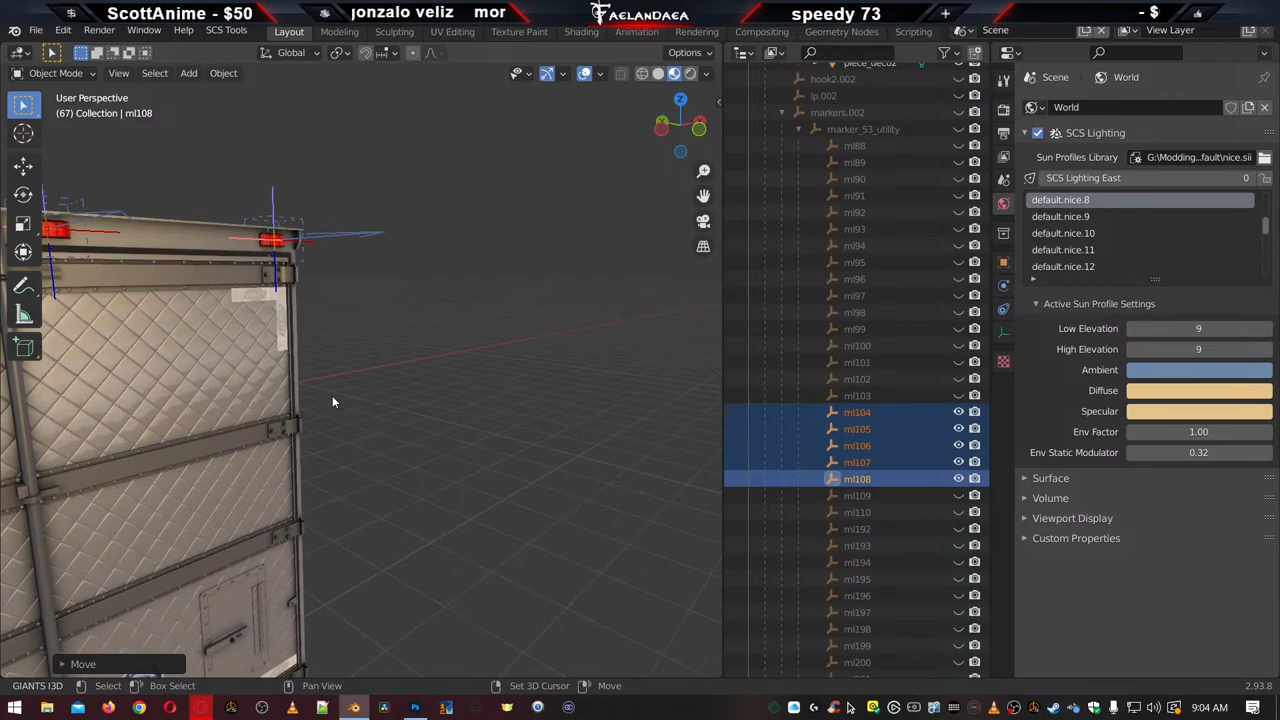 ScottAnime - $50
gonzalo veliz mor
FAELANDAEA
speedy 73
- $
File Edit Render Window Help SCS Tools
Layout Modeling Sculpting UV Editing Texture Paint Shading Animation Rendering Compositing Geometry Nodes Scripting
Scene
View Layer
Global
Options
Object Mode View Select Add Object
User Perspective
(67) Collection | ml108
Z
piece_deco2
hook2.002
lp.002
markers.002
marker_53_utility
ml88
ml89
ml90
ml91
ml92
ml93
ml94
ml95
ml96
ml97
ml98
ml99
ml100
ml101
ml102
ml103
ml104
ml105
ml106
ml107
ml108
ml109
ml110
ml192
ml193
ml194
ml195
ml196
ml197
ml198
ml199
ml200
Scene World
World
SCS Lighting
Sun Profiles Library G:\Modding...fault\nice.sii
SCS Lighting East 0
default.nice.8
default.nice.9
default.nice.10
default.nice.11
default.nice.12
Active Sun Profile Settings
Low Elevation 9
High Elevation 9
Ambient
Diffuse
Specular
Env Factor 1.00
Env Static Modulator 0.32
Surface
Volume
Viewport Display
Custom Properties
Move
GIANTS I3D Select Box Select Pan View Set 3D Cursor Move 2.93.8
9:04 AM